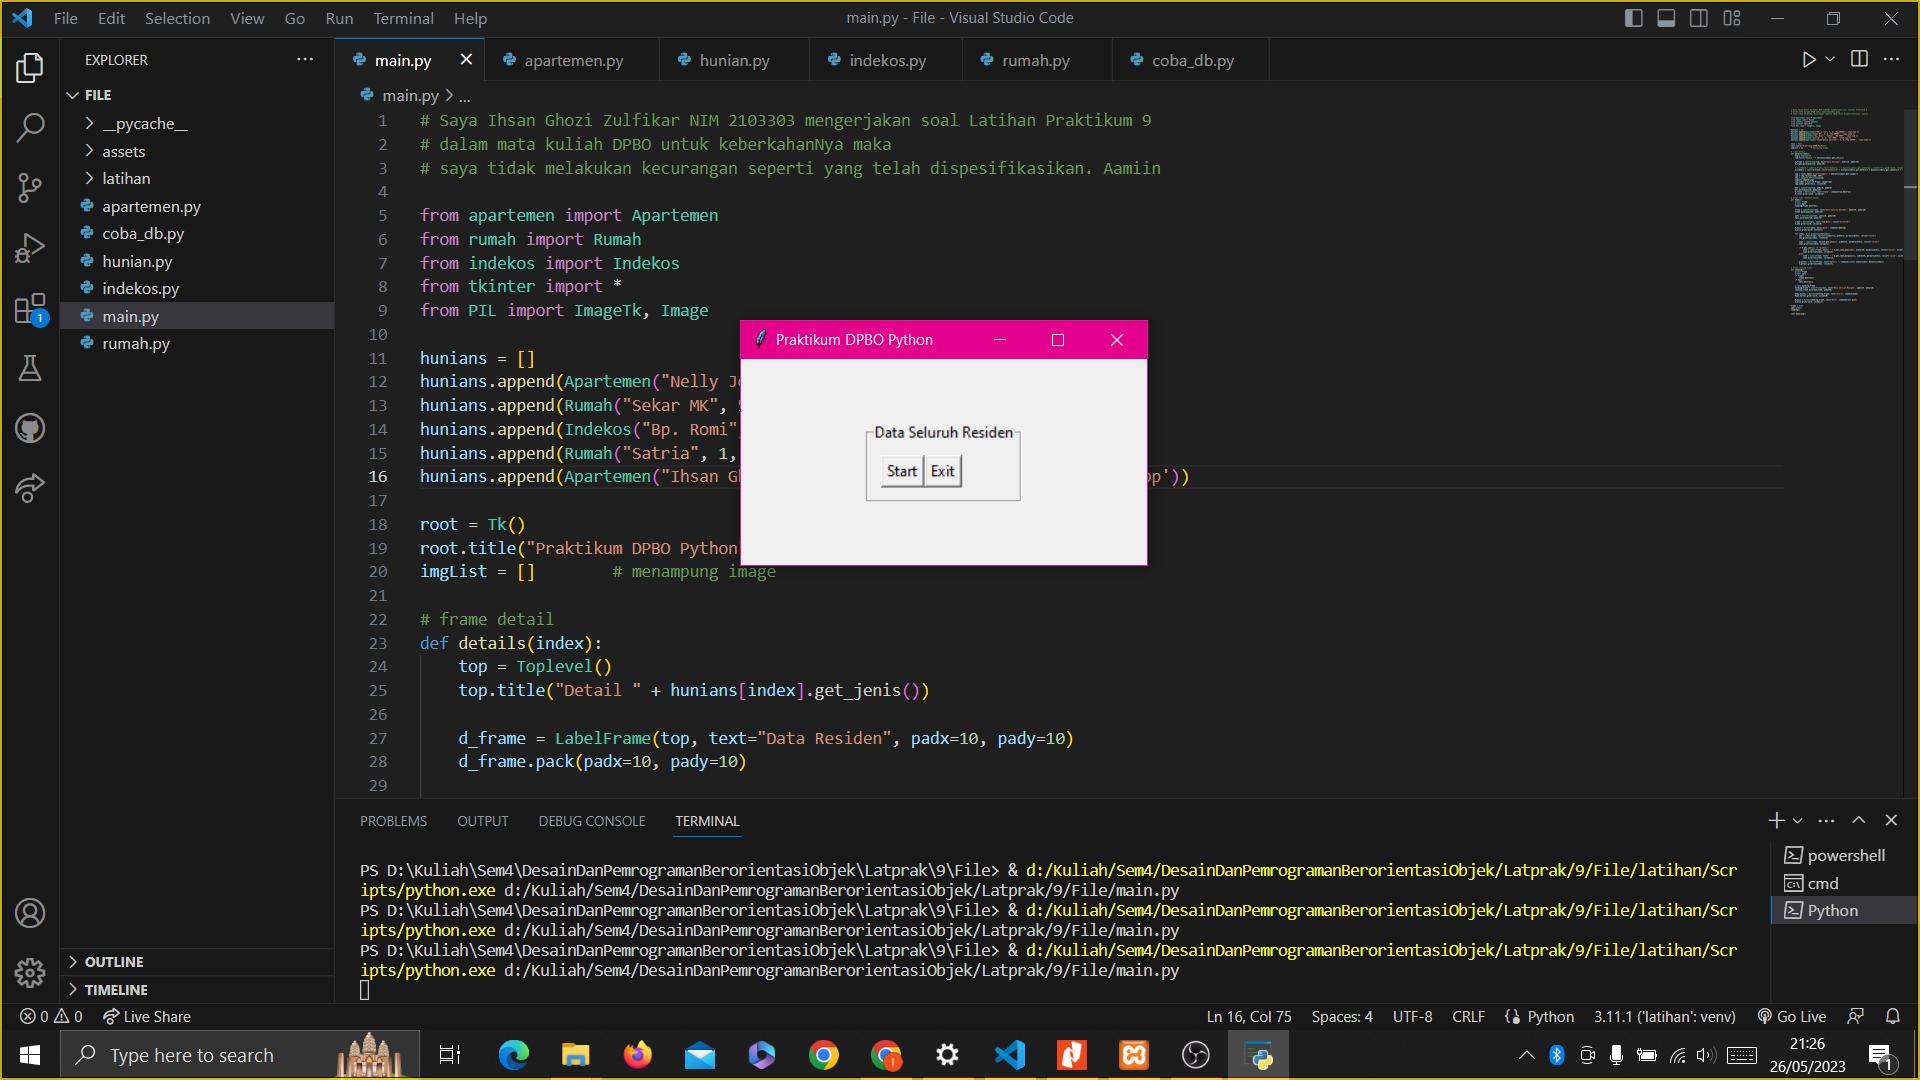 File Edit Selection View Go Run Terminal Help
main.py - File - Visual Studio Code
EXPLORER
FILE
__pycache__
assets
latihan
apartemen.py
coba_db.py
hunian.py
indekos.py
main.py
rumah.py
OUTLINE
TIMELINE
main.py apartemen.py hunian.py indekos.py rumah.py coba_db.py
main.py > ...
1 # Saya Ihsan Ghozi Zulfikar NIM 2103303 mengerjakan soal Latihan Praktikum 9
2 # dalam mata kuliah DPBO untuk keberkahanNya maka
3 # saya tidak melakukan kecurangan seperti yang telah dispesifikasikan. Aamiin
4
5 from apartemen import Apartemen
6 from rumah import Rumah
7 from indekos import Indekos
8 from tkinter import *
9 from PIL import ImageTk, Image
10
11 hunians = []
12 hunians.append(Apartemen("Nelly
13 hunians.append(Rumah("Sekar MK",
14 hunians.append(Indekos("Bp. Romi"
15 hunians.append(Rumah("Satria", 1,
16 hunians.append(Apartemen("Ihsan op'))
17
18 root = Tk()
19 root.title("Praktikum DPBO Python
20 imgList = [] # menampung image
21
22 # frame detail
23 def details(index):
24 top = Toplevel()
25 top.title("Detail " + hunians[index].get_jenis())
26
27 d_frame = LabelFrame(top, text="Data Residen", padx=10, pady=10)
28 d_frame.pack(padx=10, pady=10)
29
Praktikum DPBO Python
Data Seluruh Residen
Start Exit
PROBLEMS OUTPUT DEBUG CONSOLE TERMINAL
PS D:\Kuliah\Sem4\DesainDanPemrogramanBerorientasiObjek\Latprak\9\File> & d:/Kuliah/Sem4/DesainDanPemrogramanBerorientasiObjek/Latprak/9/File/latihan/Scr
ipts/python.exe d:/Kuliah/Sem4/DesainDanPemrogramanBerorientasiObjek/Latprak/9/File/main.py
PS D:\Kuliah\Sem4\DesainDanPemrogramanBerorientasiObjek\Latprak\9\File> & d:/Kuliah/Sem4/DesainDanPemrogramanBerorientasiObjek/Latprak/9/File/latihan/Scr
ipts/python.exe d:/Kuliah/Sem4/DesainDanPemrogramanBerorientasiObjek/Latprak/9/File/main.py
PS D:\Kuliah\Sem4\DesainDanPemrogramanBerorientasiObjek\Latprak\9\File> & d:/Kuliah/Sem4/DesainDanPemrogramanBerorientasiObjek/Latprak/9/File/latihan/Scr
ipts/python.exe d:/Kuliah/Sem4/DesainDanPemrogramanBerorientasiObjek/Latprak/9/File/main.py
powershell
cmd
Python
0 0 Live Share Ln 16, Col 75 Spaces: 4 UTF-8 CRLF Python 3.11.1 ('latihan': venv) Go Live
Type here to search
21:26
26/05/2023
1
1